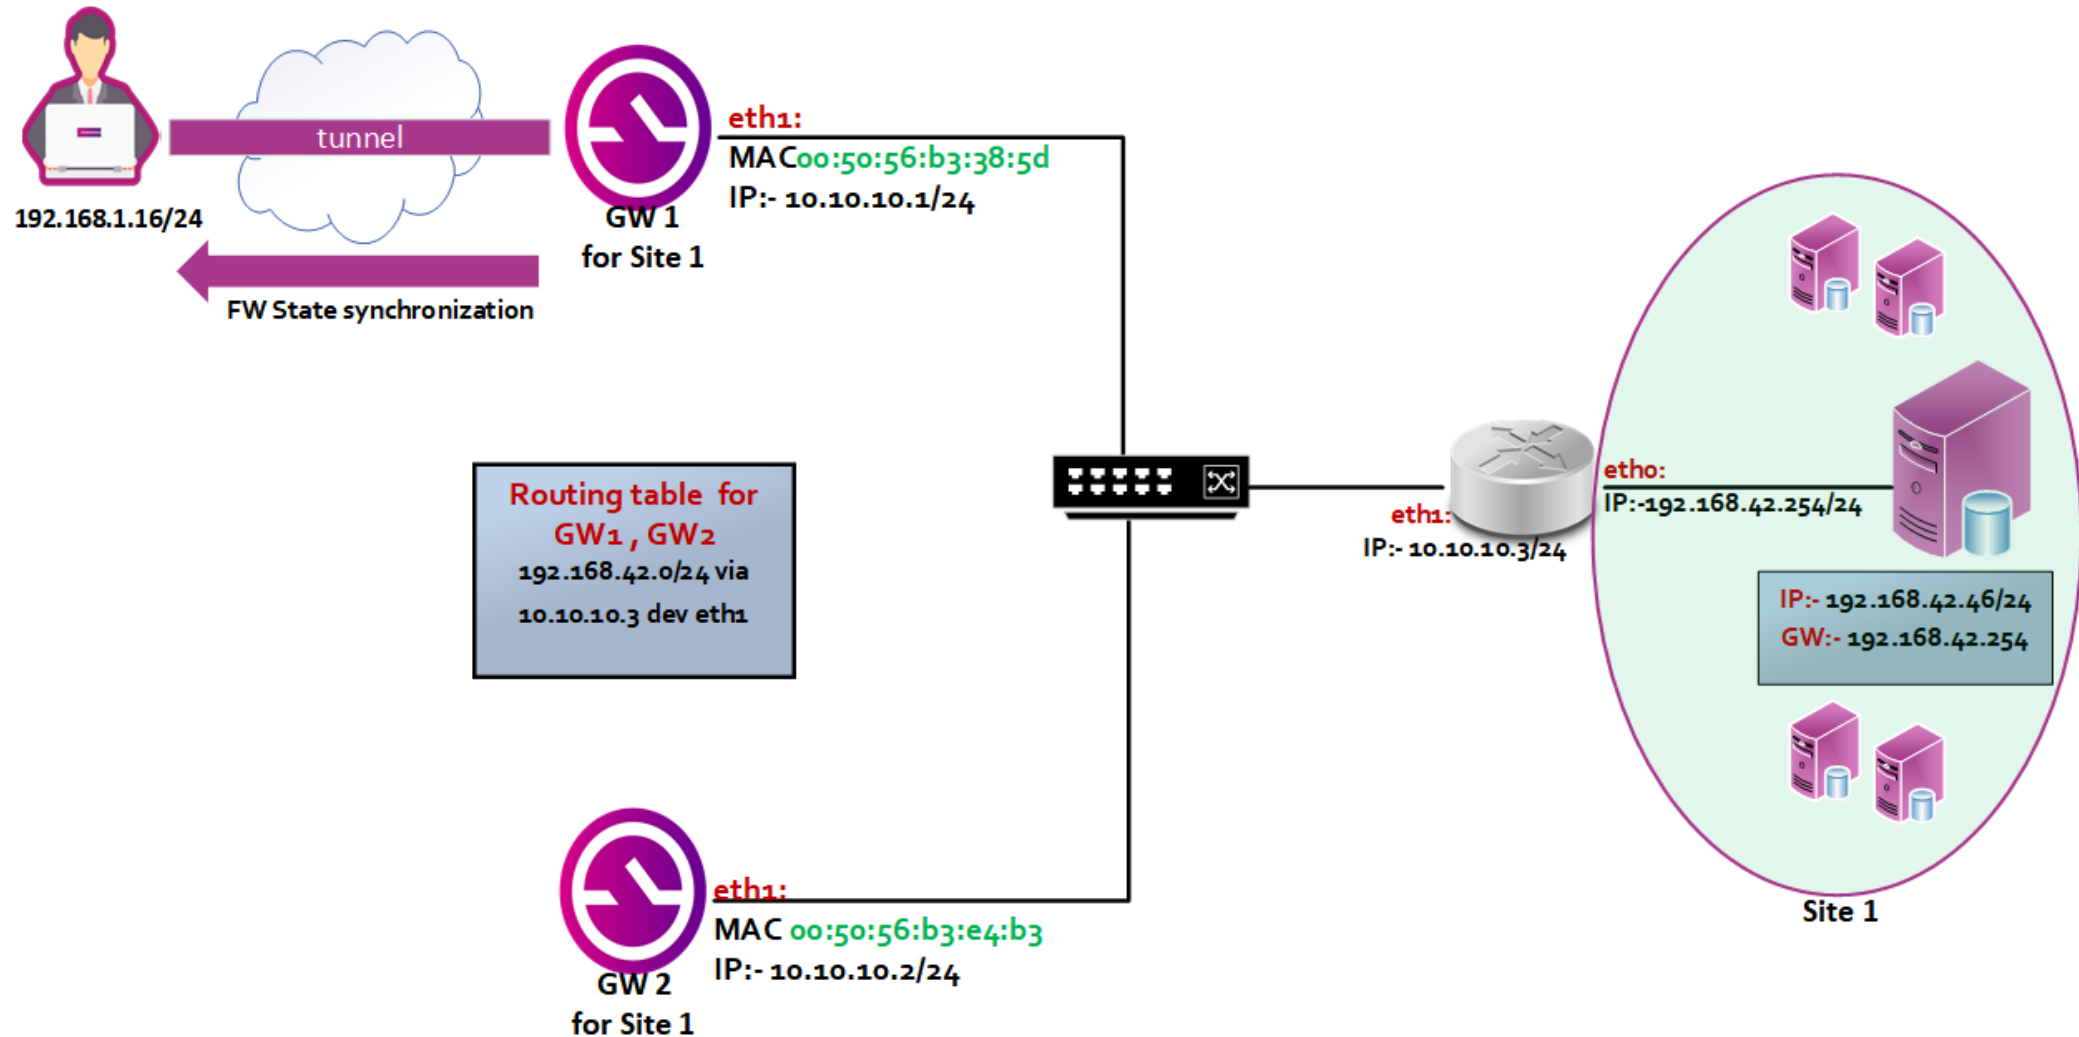 tunnel
192.168.1.16/24
FW State synchronization
GW 1
for Site 1
eth1:
MAC00:50:56:b3:38:5d
IP:- 10.10.10.1/24
Routing table for
GW1 , GW2
192.168.42.0/24 via
10.10.10.3 dev eth1
eth1:
IP:- 10.10.10.3/24
eth0:
IP:-192.168.42.254/24
IP:- 192.168.42.46/24
GW:- 192.168.42.254
Site 1
GW 2
for Site 1
eth1:
MAC 00:50:56:b3:e4:b3
IP:- 10.10.10.2/24